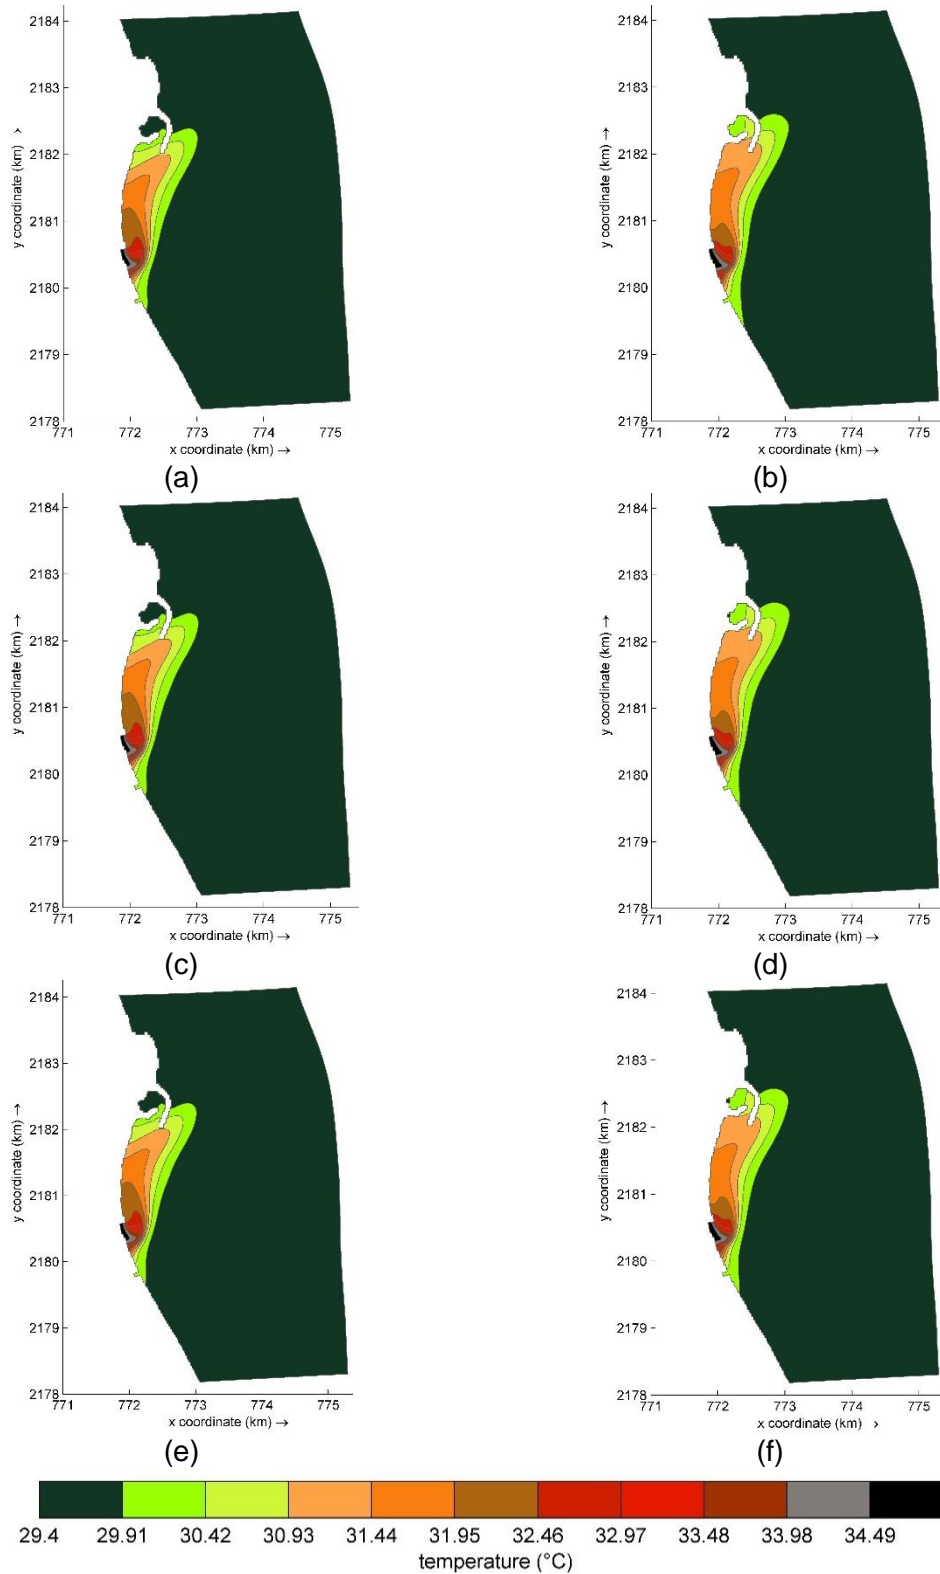 2184
2183
2182
2181
2180
2179
2178
771 772 773 774 775
y coordinate (km) →
x coordinate (km) →
(a)
2184
2183
2182
2181
2180
2179
2178
771 772 773 774 775
y coordinate (km) →
x coordinate (km) →
(b)
2184
2183
2182
2181
2180
2179
2178
771 772 773 774 775
y coordinate (km) →
x coordinate (km) →
(c)
2184
2183
2182
2181
2180
2179
2178
771 772 773 774 775
y coordinate (km) →
x coordinate (km) →
(d)
2184
2183
2182
2181
2180
2179
2178
771 772 773 774 775
y coordinate (km) →
x coordinate (km) →
(e)
2184
2183
2182
2181
2180
2179
2178
771 772 773 774 775
y coordinate (km) →
x coordinate (km) →
(f)
29.4 29.91 30.42 30.93 31.44 31.95 32.46 32.97 33.48 33.98 34.49
temperature (°C)